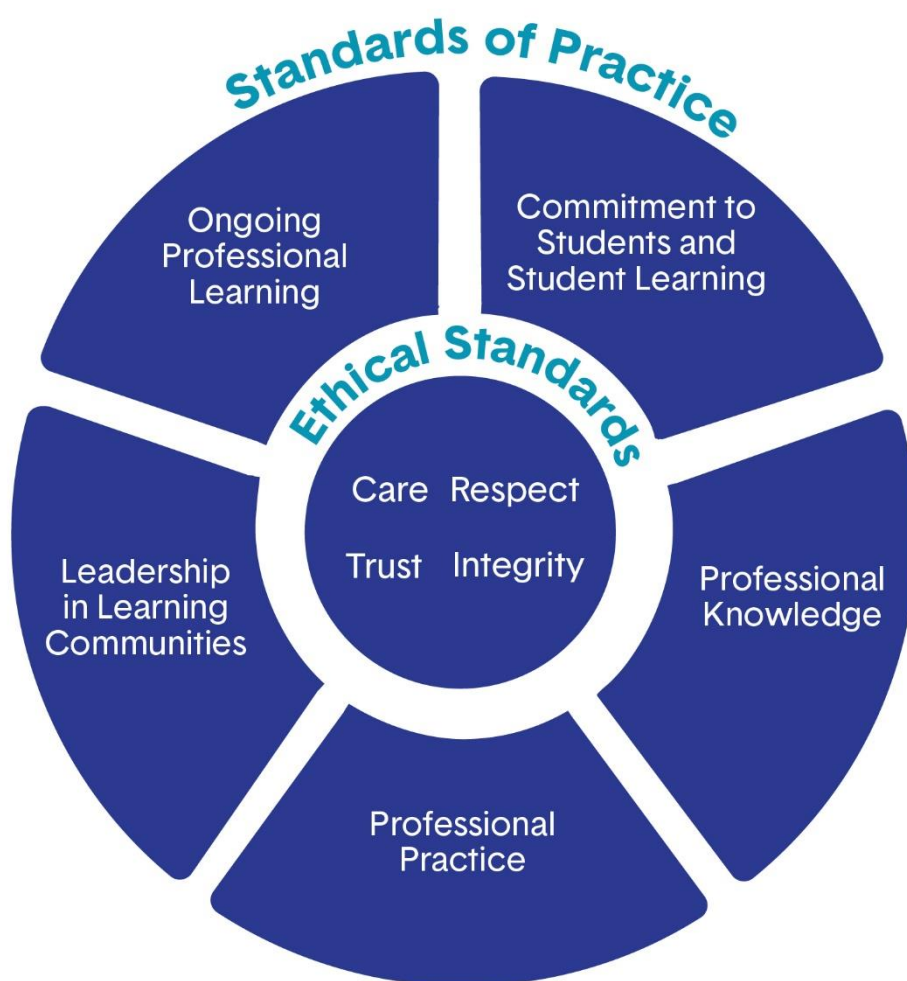 Standards of Practice
Ongoing
Professional
Learning
Commitment to
Students and
Student Learning
Ethical Standards
Care Respect
Trust Integrity
Leadership
in Learning
Communities
Professional
Knowledge
Professional
Practice